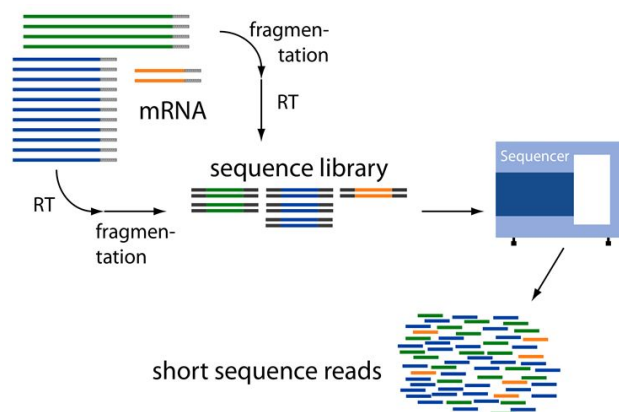 fragmen-
tation
RT
mRNA
sequence library
Sequencer
RT
fragmen-
tation
short sequence reads